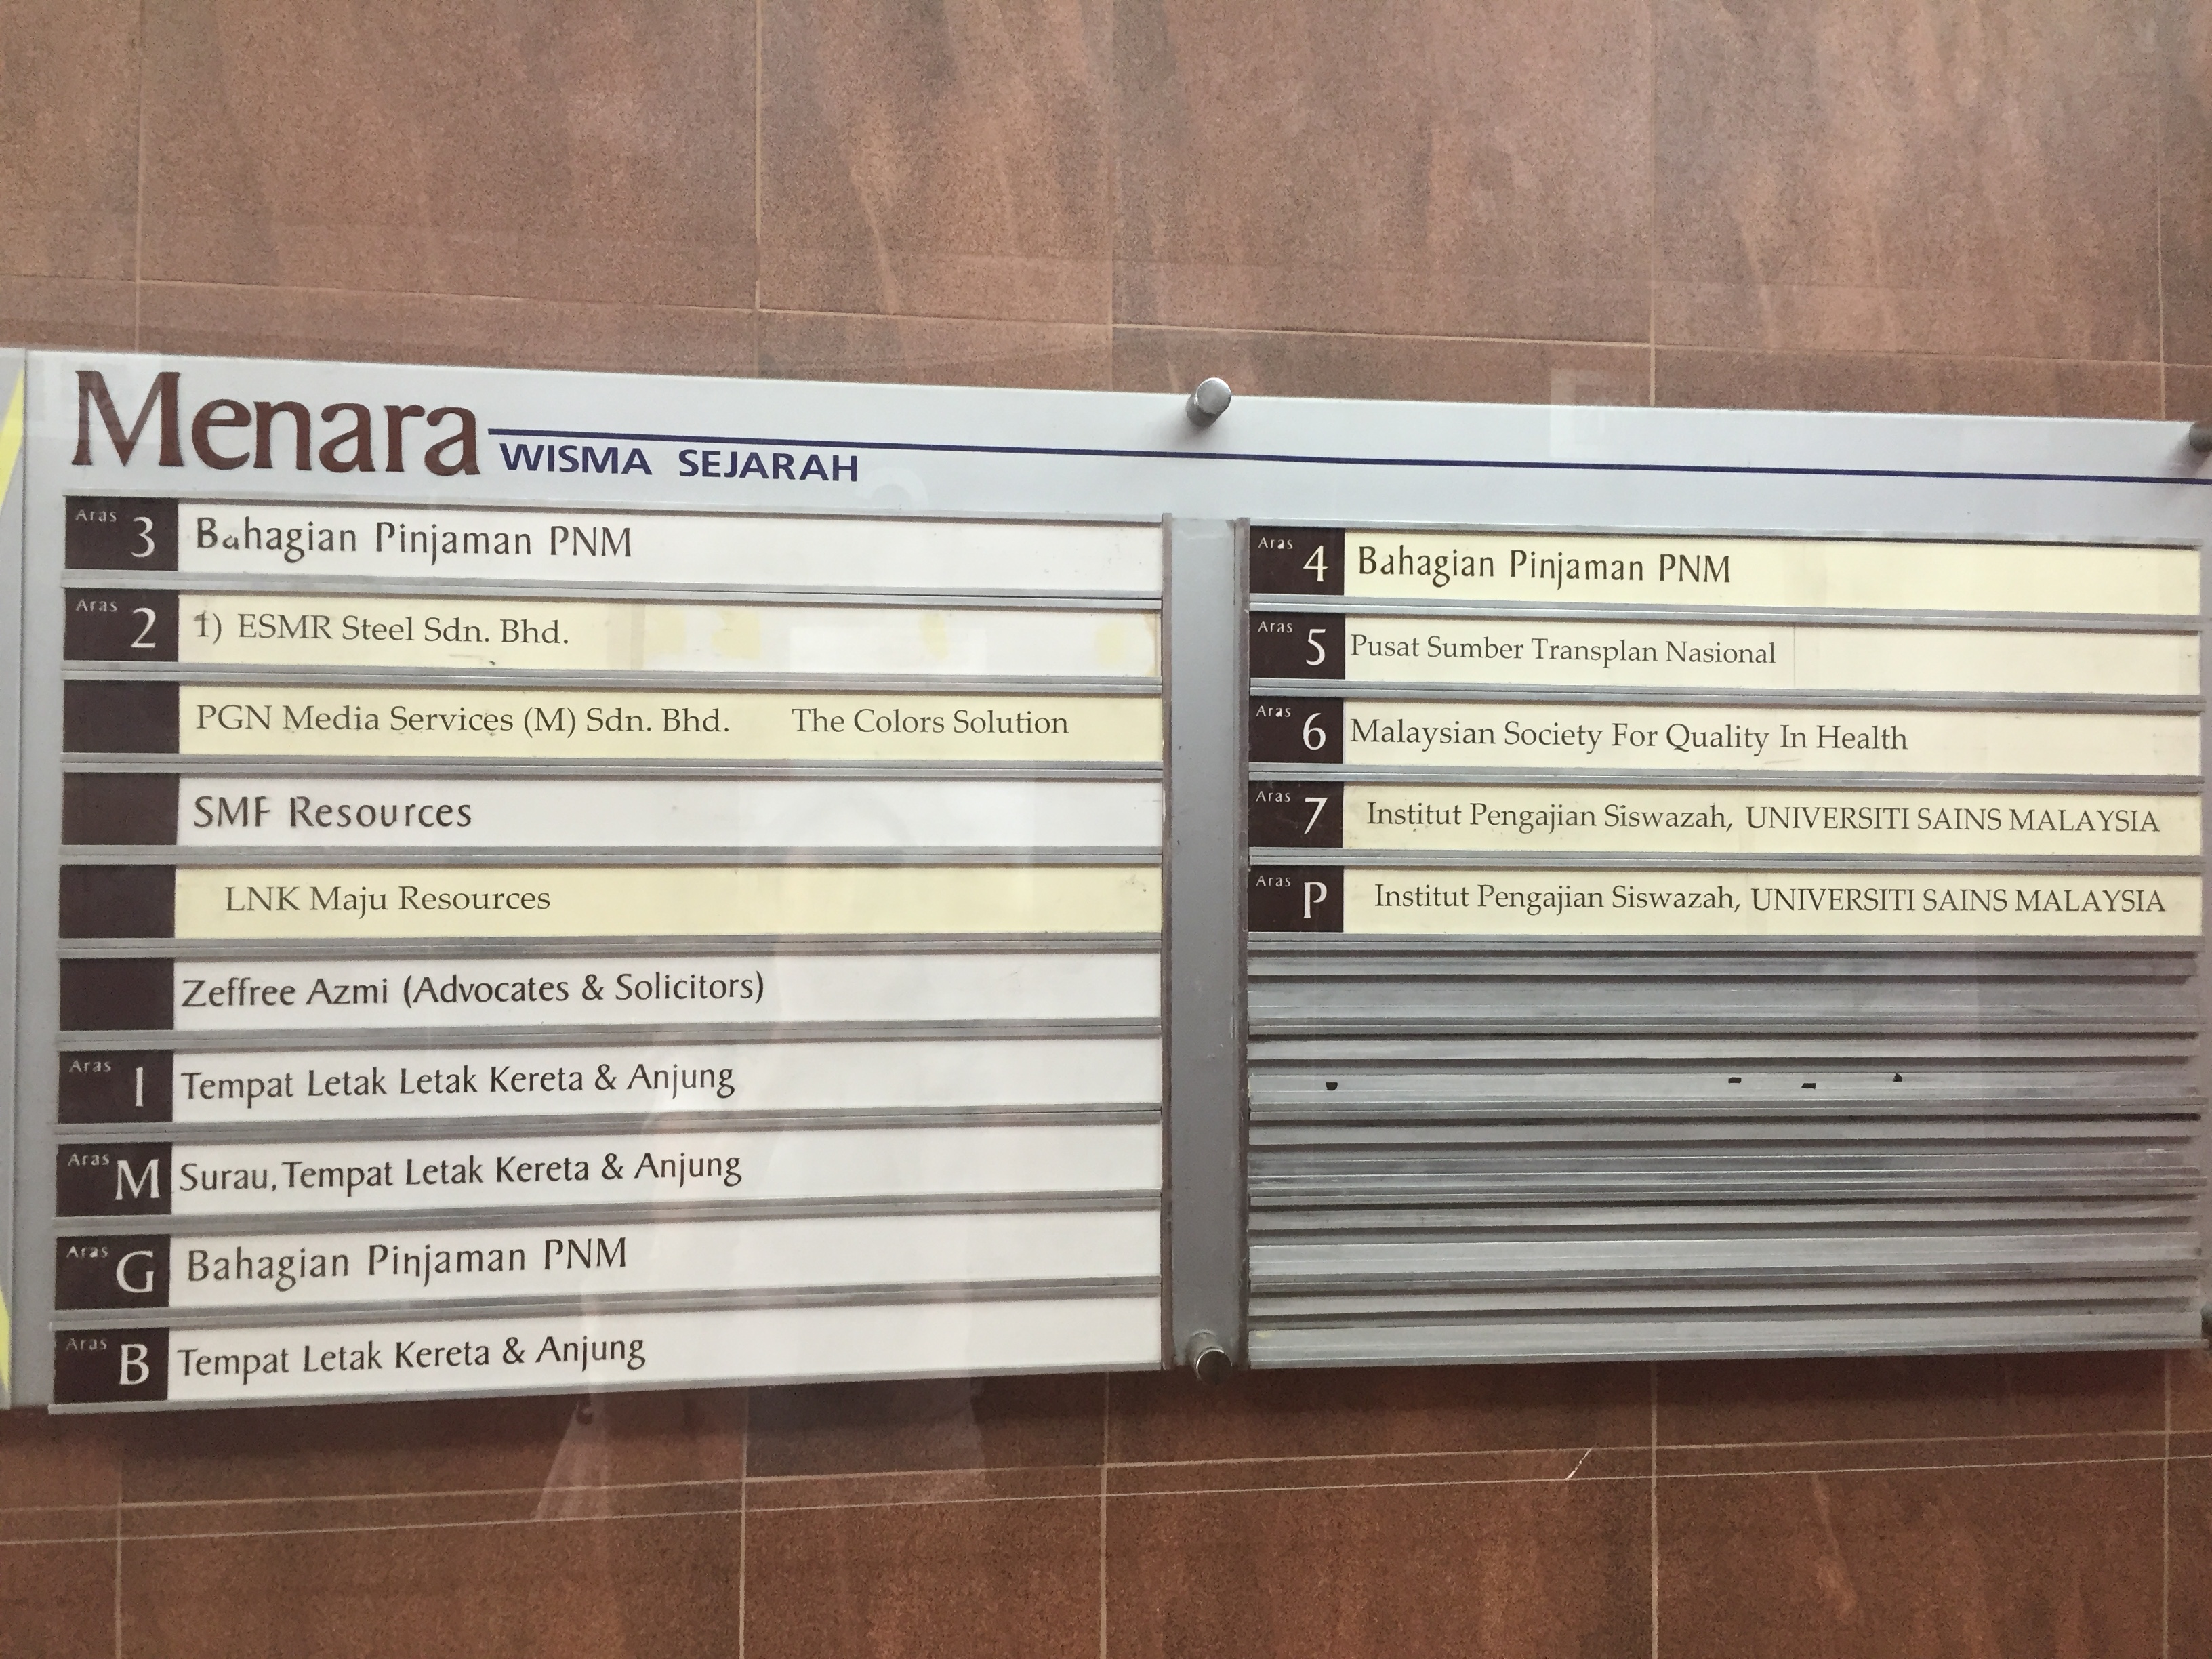 Menara WISMA SEJARAH
Aras 3 Bahagian Pinjaman PNM
Aras 2 1) ESMR Steel Sdn. Bhd.
PGN Media Services (M) Sdn. Bhd. The Colors Solution
SMF Resources
LNK Maju Resources
Zeffree Azmi (Advocates & Solicitors)
Aras 1 Tempat Letak Letak Kereta & Anjung
Aras M Surau, Tempat Letak Kereta & Anjung
Aras G Bahagian Pinjaman PNM
Aras B Tempat Letak Kereta & Anjung
Aras 4 Bahagian Pinjaman PNM
Aras 5 Pusat Sumber Transplan Nasional
Aras 6 Malaysian Society For Quality In Health
Aras 7 Institut Pengajian Siswazah, UNIVERSITI SAINS MALAYSIA
Aras P Institut Pengajian Siswazah, UNIVERSITI SAINS MALAYSIA